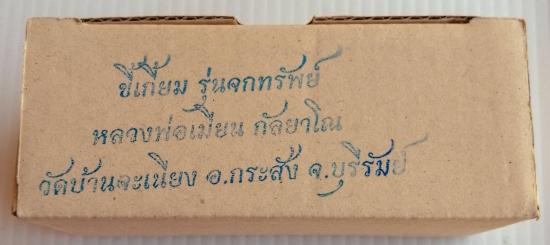 ขี้เกี้ยม รุ่นจกทรัพย์
หลวงพ่อเมียน กัลยาโณ
วัดบ้านจะเนียง อ.กระสัง จ.บุรีรัมย์